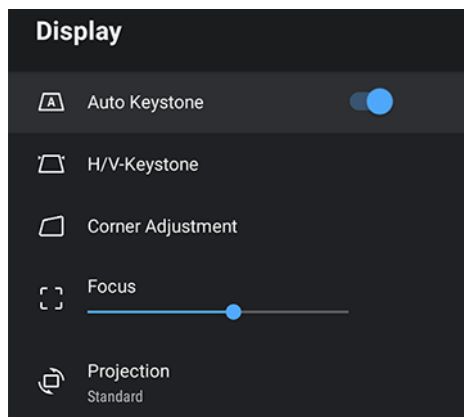 Display
A
Auto Keystone
H/V-Keystone
Corner Adjustment
Focus
Projection
Standard